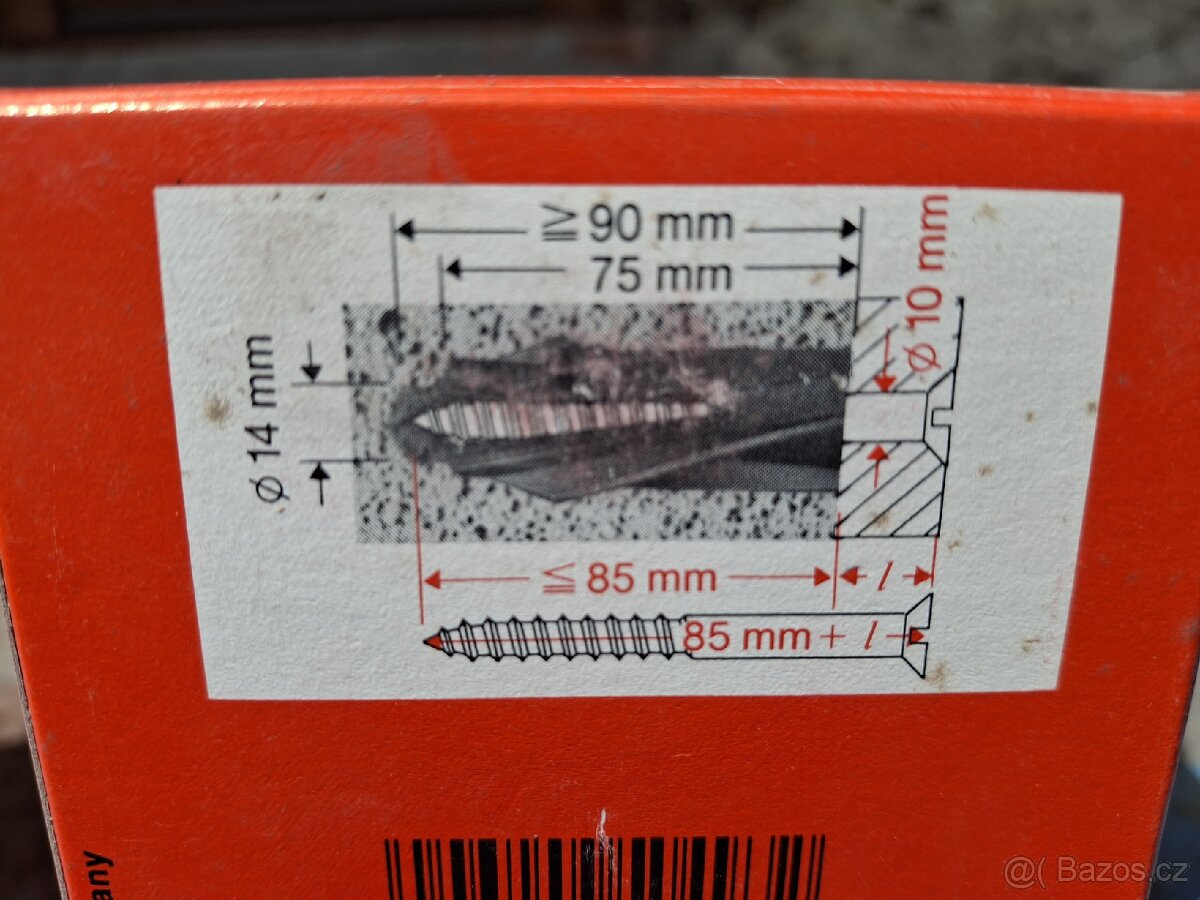 ≧ 90 mm
75 mm
Ø 10 mm
Ø 14 mm
≦ 85 mm
l
85 mm + l
any
@( Bazos.cz